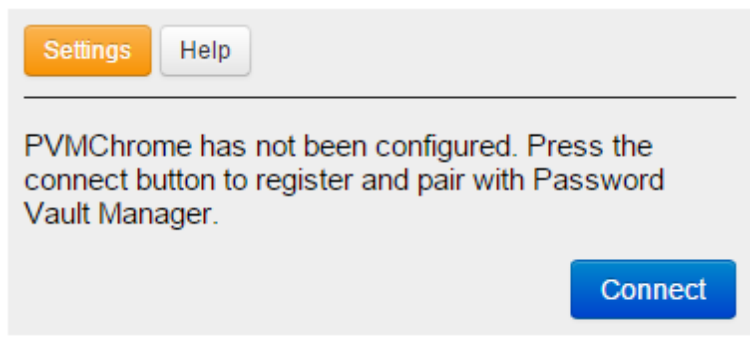 Settings Help
PVMChrome has not been configured. Press the
connect button to register and pair with Password
Vault Manager.
Connect